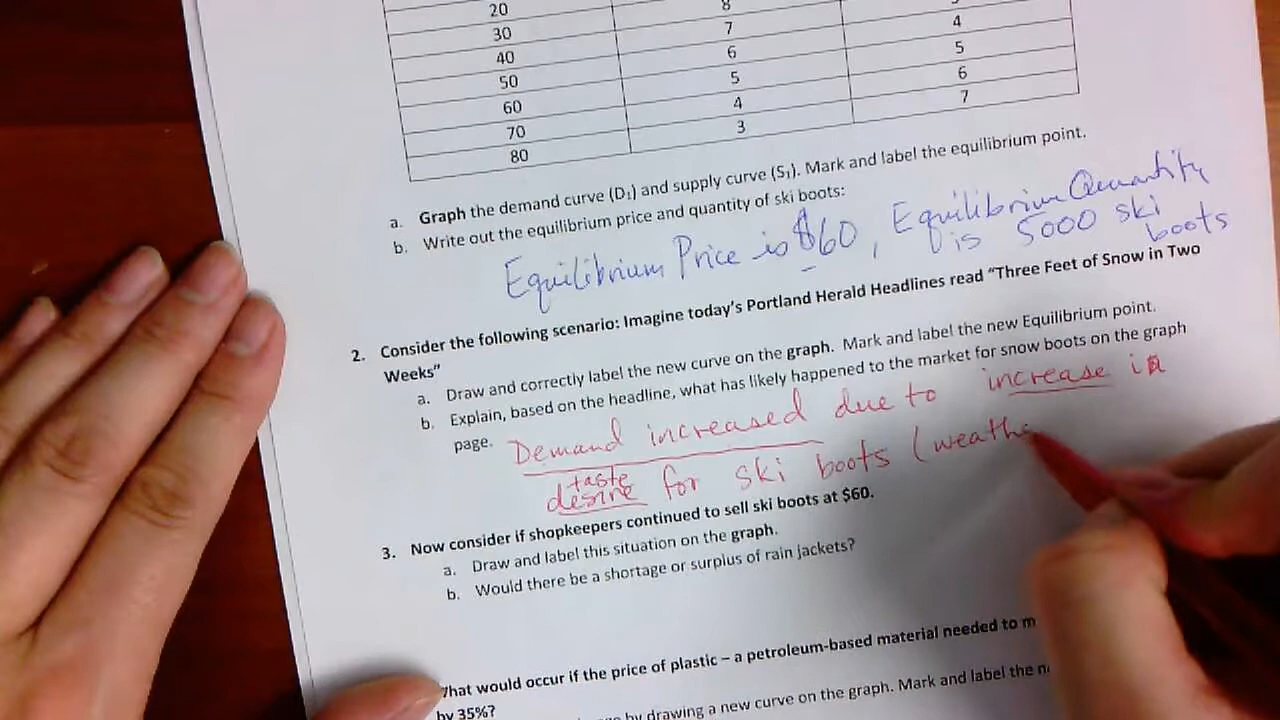 20 8
30 7 4
40 6 5
50 5 6
60 4 7
70 3
80
a. Graph the demand curve (D₁) and supply curve (S₁). Mark and label the equilibrium point.
b. Write out the equilibrium price and quantity of ski boots:
Equilibrium Price is $60, Equilibrium Quantity
is 5000 ski
boots
2. Consider the following scenario: Imagine today's Portland Herald Headlines read "Three Feet of Snow in Two
Weeks"
a. Draw and correctly label the new curve on the graph. Mark and label the new Equilibrium point.
b. Explain, based on the headline, what has likely happened to the market for snow boots on the graph
page.
Demand increased due to increase in
taste
desire for ski boots (weathe
3. Now consider if shopkeepers continued to sell ski boots at $60.
a. Draw and label this situation on the graph.
b. Would there be a shortage or surplus of rain jackets?
What would occur if the price of plastic – a petroleum-based material needed to m
by 35%?
by drawing a new curve on the graph. Mark and label the n